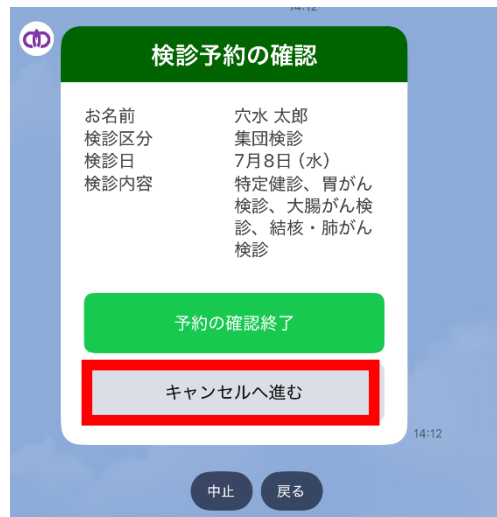 検診予約の確認
お名前 穴水 太郎
検診区分 集団検診
検診日 7月8日（水）
検診内容 特定健診、胃がん
検診、大腸がん検
診、結核・肺がん
検診
予約の確認終了
キャンセルへ進む
14:12
中止 戻る